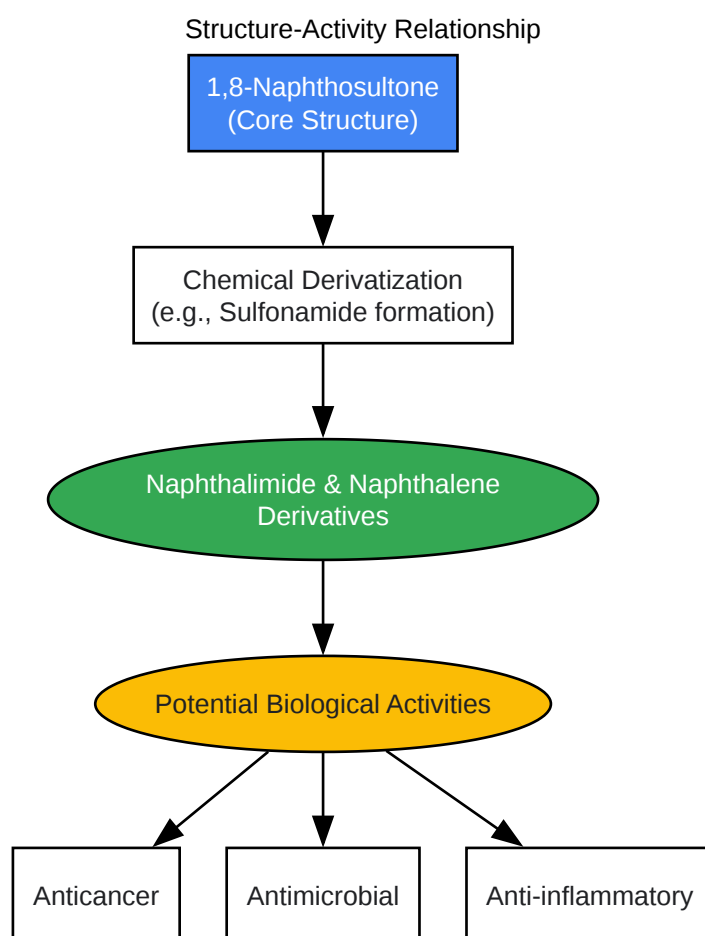 Structure-Activity Relationship
1,8-Naphthosultone
(Core Structure)
Chemical Derivatization
(e.g., Sulfonamide formation)
Naphthalimide & Naphthalene
Derivatives
Potential Biological Activities
Anticancer
Antimicrobial
Anti-inflammatory